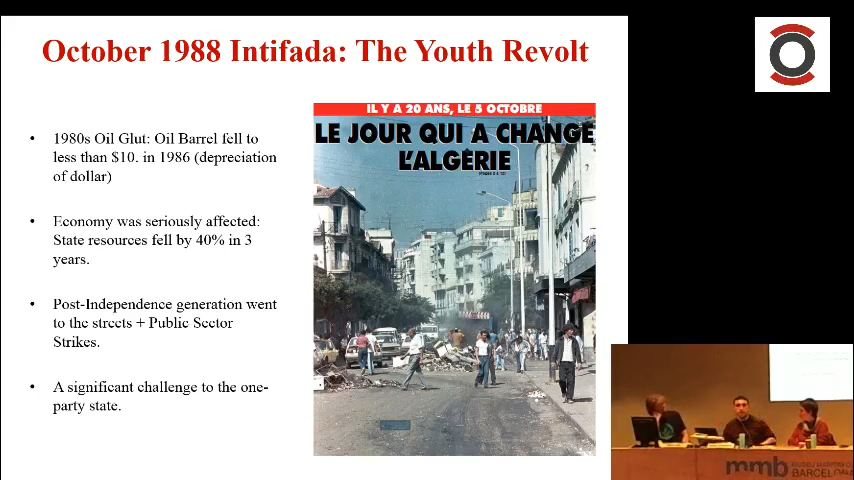 October 1988 Intifada: The Youth Revolt
• 1980s Oil Glut: Oil Barrel fell to
less than $10. in 1986 (depreciation
of dollar)
• Economy was seriously affected:
State resources fell by 40% in 3
years.
• Post-Independence generation went
to the streets + Public Sector
Strikes.
• A significant challenge to the one-
party state.
IL Y A 20 ANS, LE 5 OCTOBRE
LE JOUR QUI A CHANGÉ
L'ALGÉRIE
mmb
BARCELONA